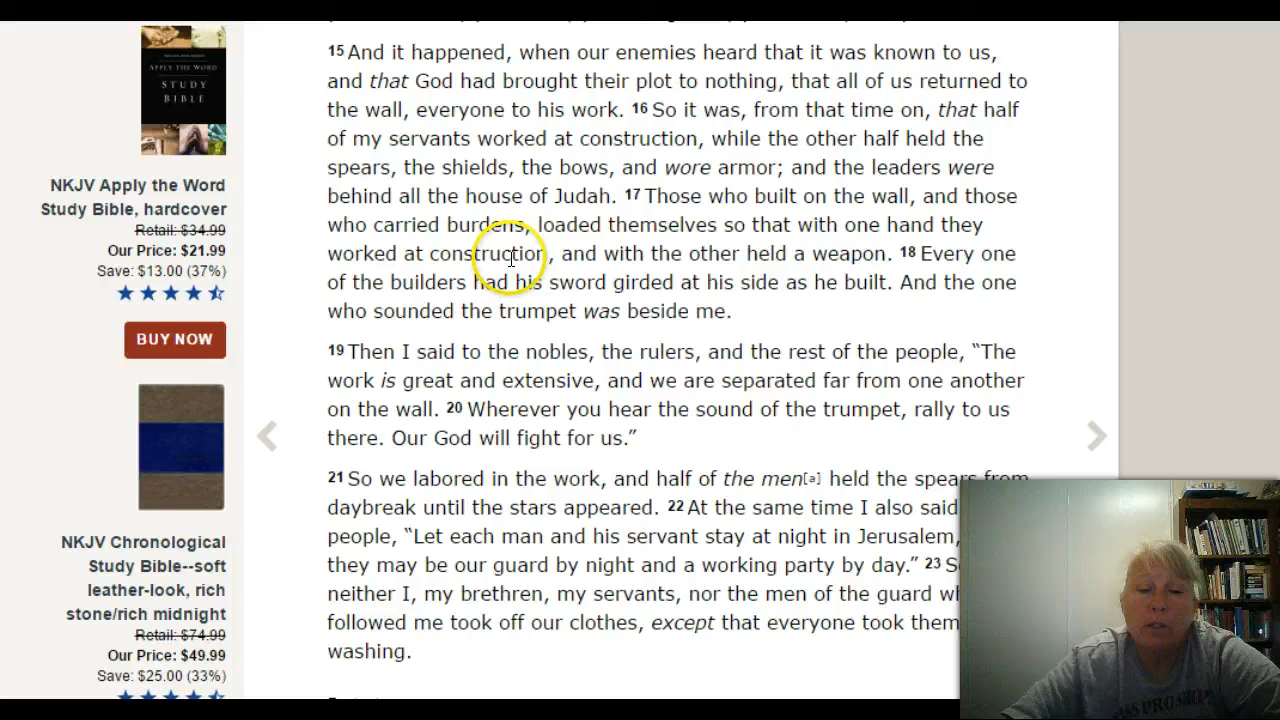 APPLY THE WORD
STUDY
BIBLE
NKJV Apply the Word
Study Bible, hardcover
Retail: $34.99
Our Price: $21.99
Save: $13.00 (37%)
BUY NOW
NKJV Chronological
Study Bible--soft
leather-look, rich
stone/rich midnight
Retail: $74.99
Our Price: $49.99
Save: $25.00 (33%)
15 And it happened, when our enemies heard that it was known to us,
and that God had brought their plot to nothing, that all of us returned to
the wall, everyone to his work. 16 So it was, from that time on, that half
of my servants worked at construction, while the other half held the
spears, the shields, the bows, and wore armor; and the leaders were
behind all the house of Judah. 17 Those who built on the wall, and those
who carried burdens, loaded themselves so that with one hand they
worked at construction, and with the other held a weapon. 18 Every one
of the builders had his sword girded at his side as he built. And the one
who sounded the trumpet was beside me.
19 Then I said to the nobles, the rulers, and the rest of the people, “The
work is great and extensive, and we are separated far from one another
on the wall. 20 Wherever you hear the sound of the trumpet, rally to us
there. Our God will fight for us.”
21 So we labored in the work, and half of the men[a] held the spears from
daybreak until the stars appeared. 22 At the same time I also said
people, “Let each man and his servant stay at night in Jerusalem,
they may be our guard by night and a working party by day.” 23
neither I, my brethren, my servants, nor the men of the guard
followed me took off our clothes, except that everyone took them
washing.
PRO SHOPS